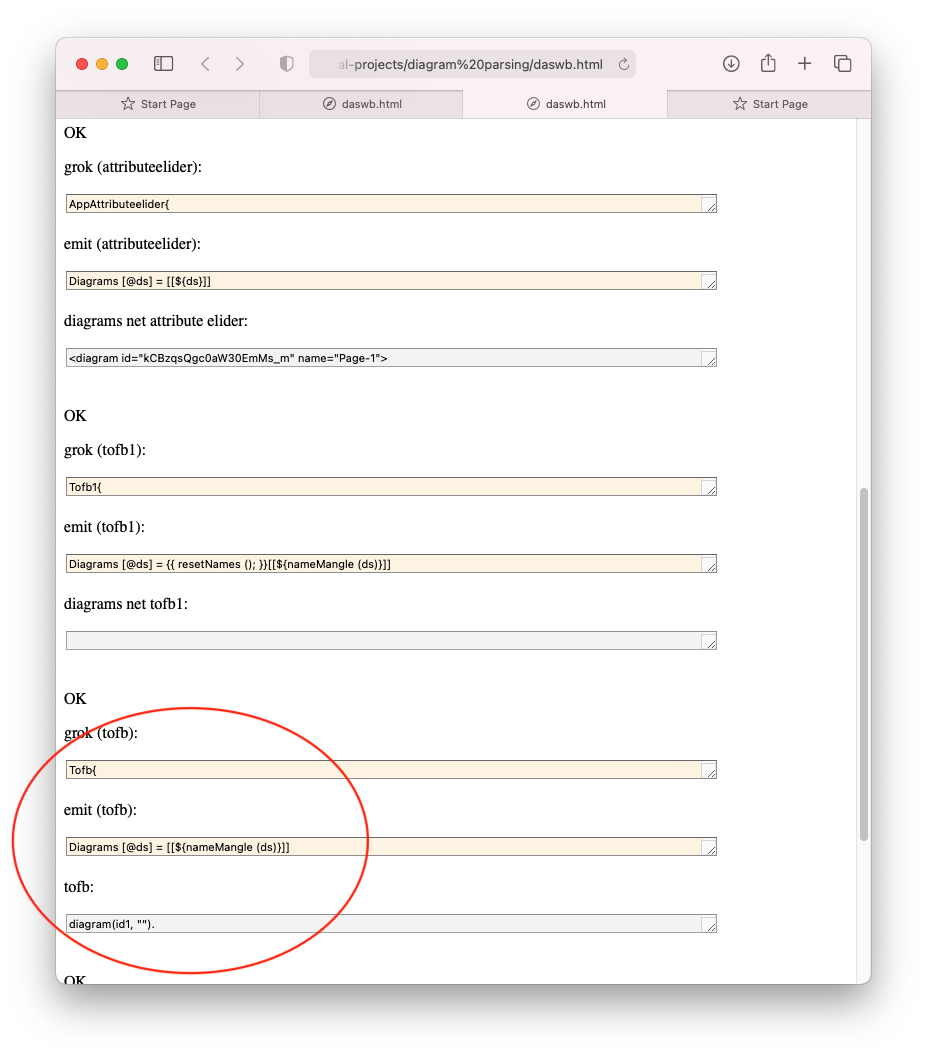 al-projects/diagram%20parsing/daswb.html
Start Page
daswb.html
daswb.html
Start Page
OK
grok (attributeelider):
AppAttributeelider{
emit (attributeelider):
Diagrams [@ds] = [[${ds}]]
diagrams net attribute elider:
<diagram id="kCBzqsQgc0aW30EmMs_m" name="Page-1">
OK
grok (tofb1):
Tofb1{
emit (tofb1):
Diagrams [@ds] = {{ resetNames (); }}[[${nameMangle (ds)}]]
diagrams net tofb1:
OK
grok (tofb):
Tofb{
emit (tofb):
Diagrams [@ds] = [[${nameMangle (ds)}]]
tofb:
diagram(id1, "").
OK